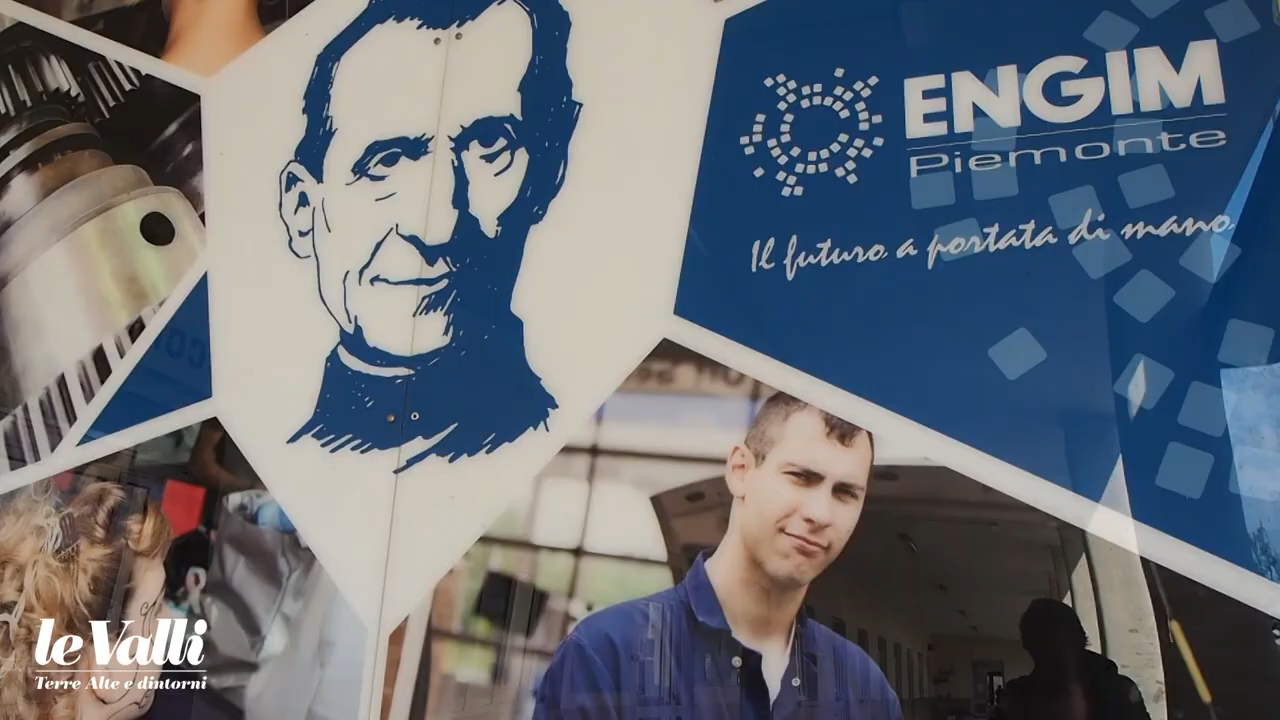 ENGIM
Piemonte
Il futuro a portata di mano
le Valli
Terre Alte e dintorni